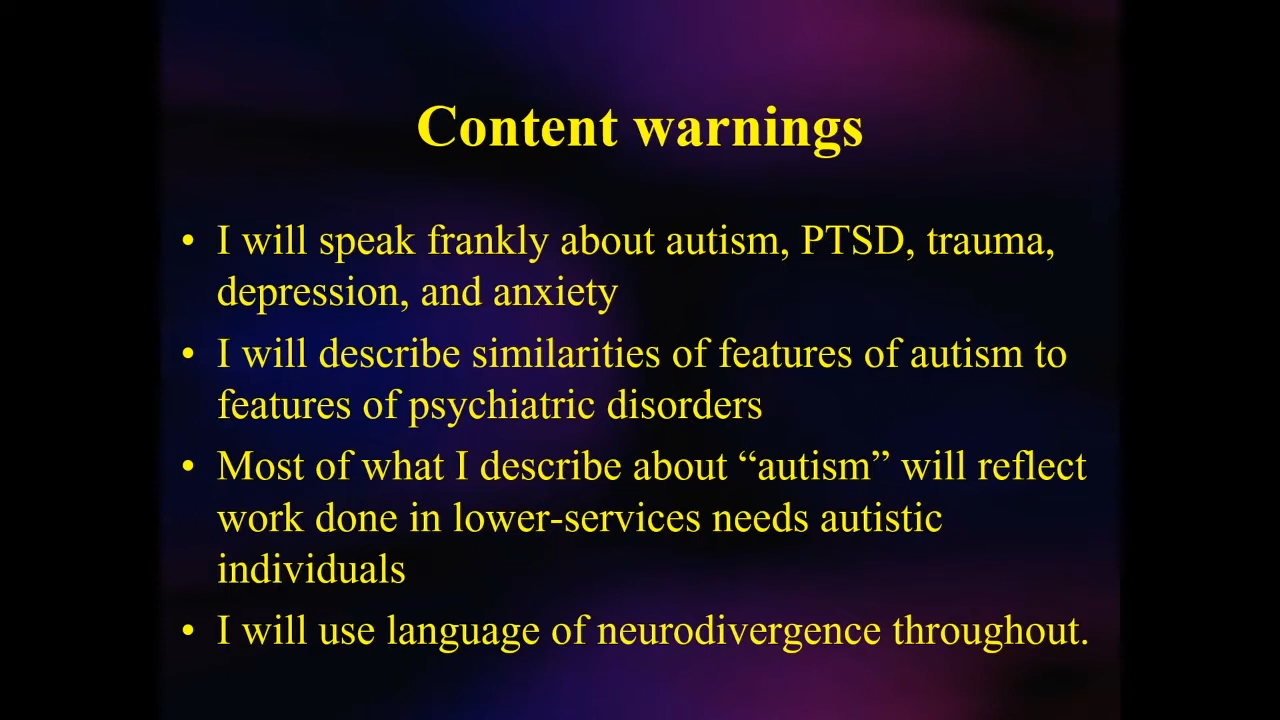 Content warnings
• I will speak frankly about autism, PTSD, trauma,
depression, and anxiety
• I will describe similarities of features of autism to
features of psychiatric disorders
• Most of what I describe about “autism” will reflect
work done in lower-services needs autistic
individuals
• I will use language of neurodivergence throughout.